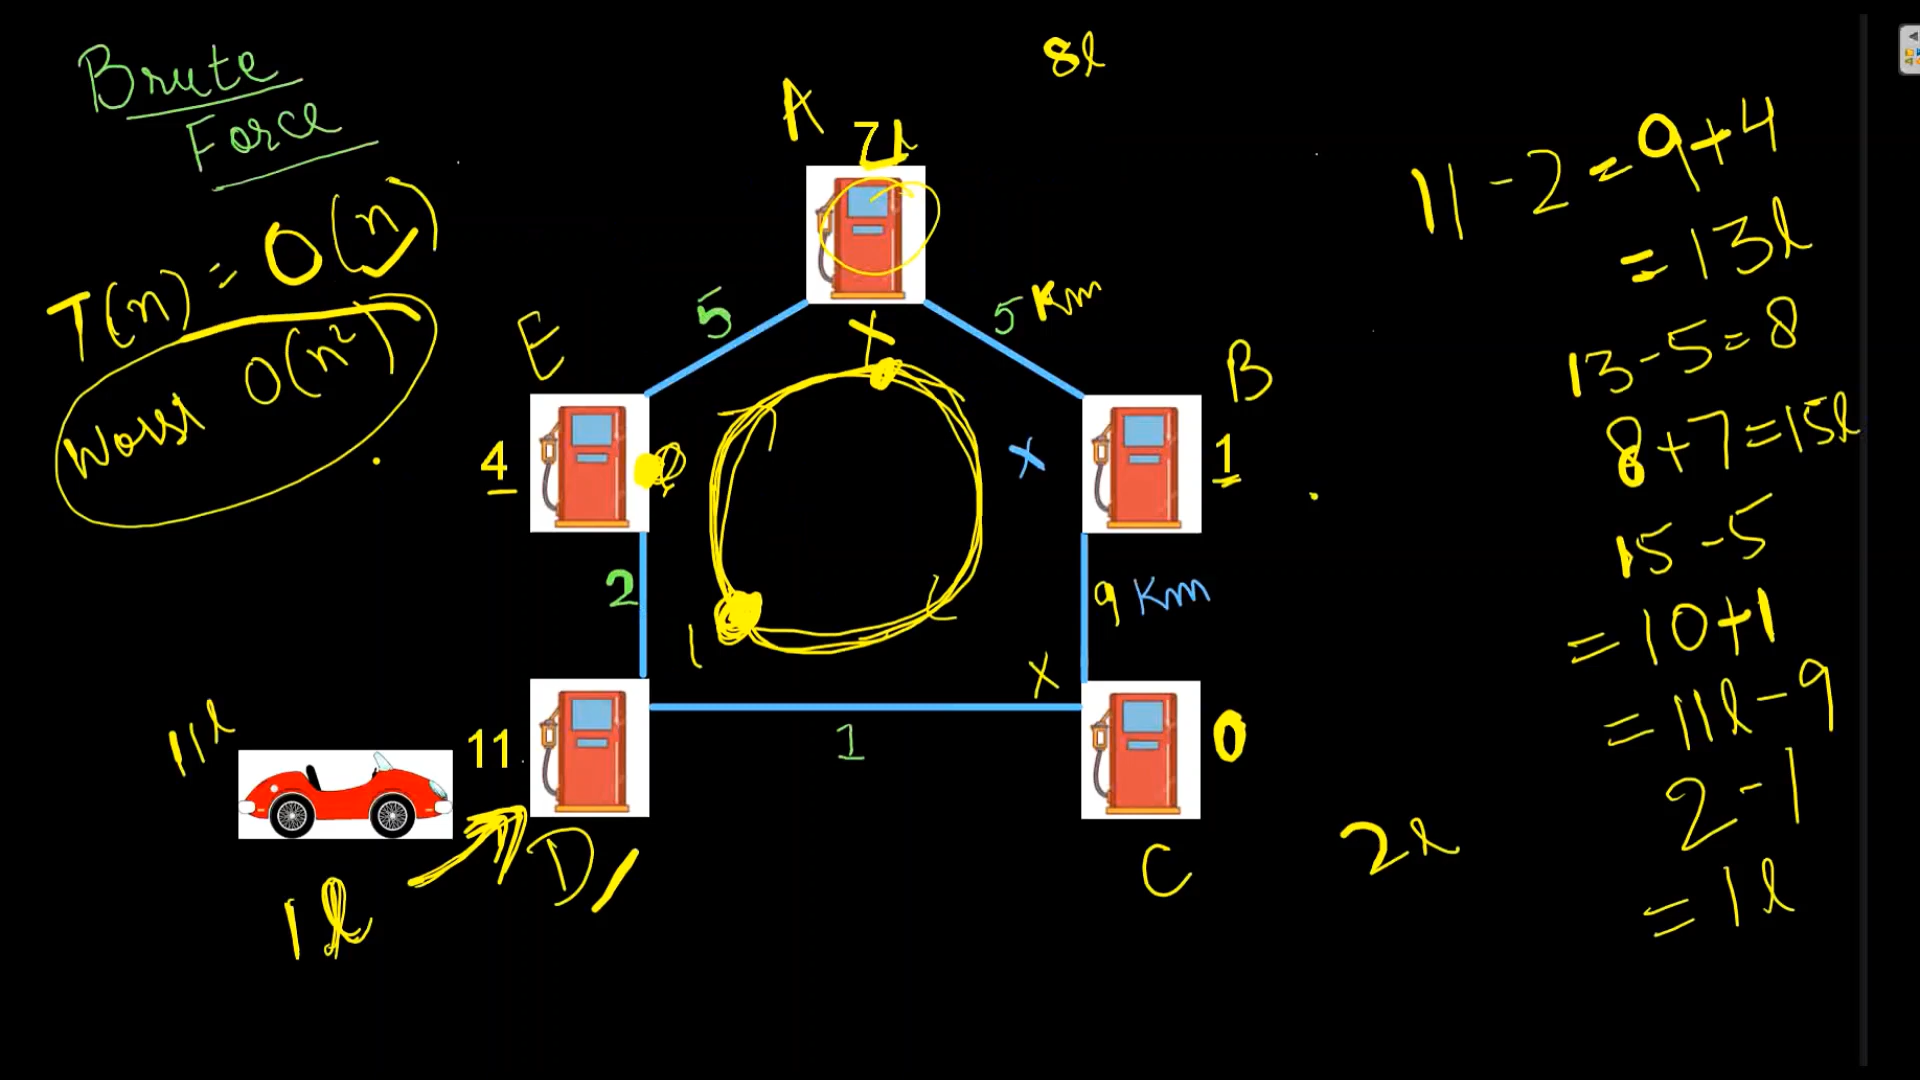 Brute
Force
T(n) = O(n)
Worst O(n²)
8l
A
7l
5
5 Km
E
B
4
1
X
X
2
9 Km
X
11l
11
1
0
D
C
1l
2l
11 - 2 = 9 + 4
= 13l
13 - 5 = 8
8 + 7 = 15l
15 - 5
= 10 + 1
= 11l - 9
2 - 1
= 1l